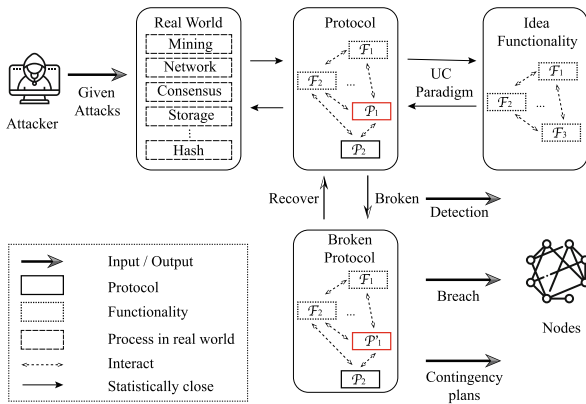 Real World
Mining
Network
Consensus
Storage
⋮
Hash
Attacker
Given
Attacks
Protocol
ℱ1
ℱ2
...
𝒫1
𝒫2
UC
Paradigm
Idea
Functionality
ℱ1
ℱ2
...
ℱ3
Recover
Broken
Detection
Broken
Protocol
ℱ1
ℱ2
...
𝒫'1
𝒫2
Breach
Contingency
plans
Nodes
Input / Output
Protocol
Functionality
Process in real world
Interact
Statistically close